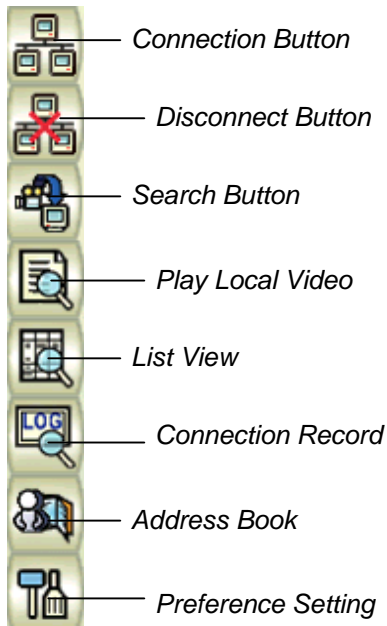 Connection Button
Disconnect Button
Search Button
Play Local Video
List View
LOG
Connection Record
Address Book
Preference Setting